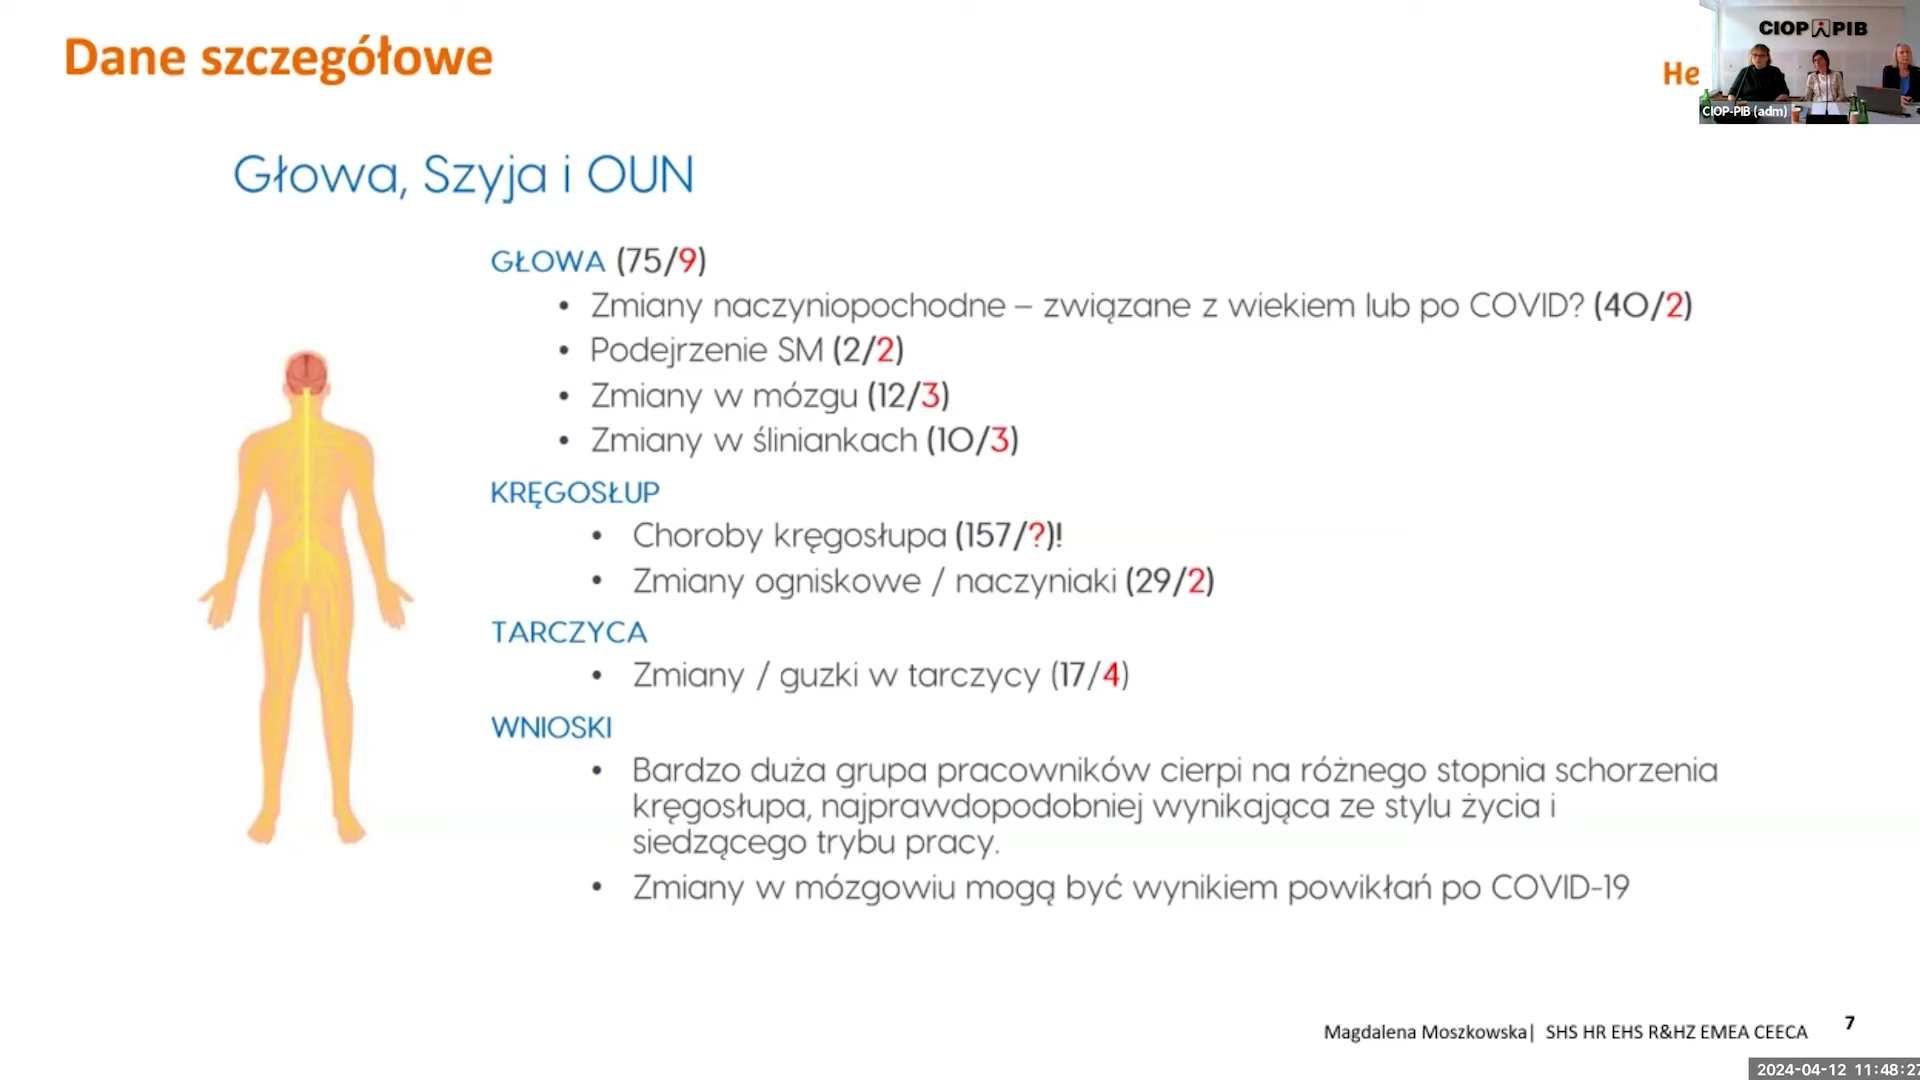 Dane szczegółowe
He
CIOP PIB
CIOP-PIB (adm)
Głowa, Szyja i OUN
GŁOWA (75/9)
• Zmiany naczyniopochodne – związane z wiekiem lub po COVID? (40/2)
• Podejrzenie SM (2/2)
• Zmiany w mózgu (12/3)
• Zmiany w śliniankach (10/3)
KRĘGOSŁUP
• Choroby kręgosłupa (157/?)!
• Zmiany ogniskowe / naczyniaki (29/2)
TARCZYCA
• Zmiany / guzki w tarczycy (17/4)
WNIOSKI
• Bardzo duża grupa pracowników cierpi na różnego stopnia schorzenia
kręgosłupa, najprawdopodobniej wynikająca ze stylu życia i
siedzącego trybu pracy.
• Zmiany w mózgowiu mogą być wynikiem powikłań po COVID-19
Magdalena Moszkowska| SHS HR EHS R&HZ EMEA CEECA
7
2024-04-12 11:48:27